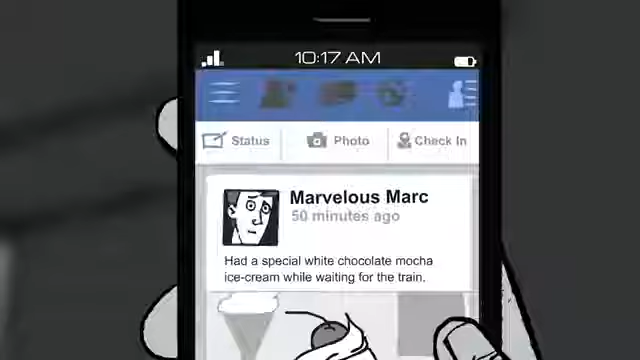 10:17 AM
Status Photo Check In
Marvelous Marc
50 minutes ago
Had a special white chocolate mocha
ice-cream while waiting for the train.